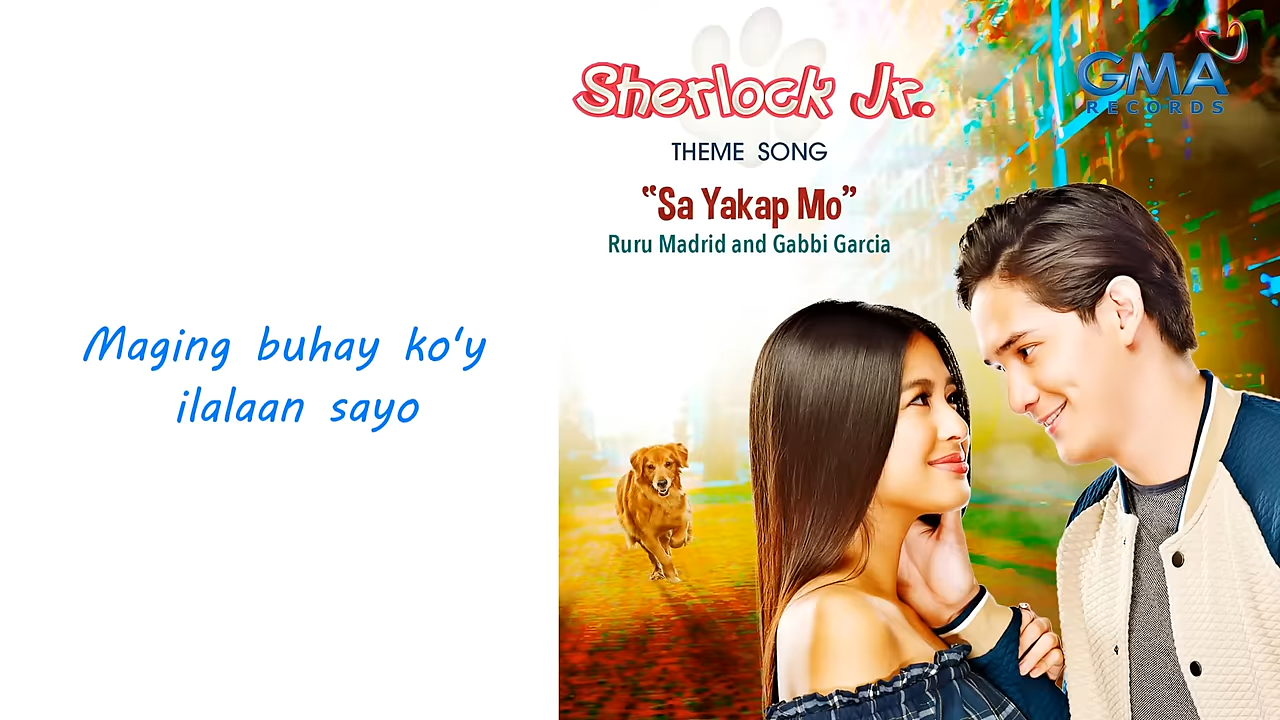 Sherlock Jr.
THEME SONG
"Sa Yakap Mo"
Ruru Madrid and Gabbi Garcia
GMA
RECORDS
Maging buhay ko'y
ilalaan sayo